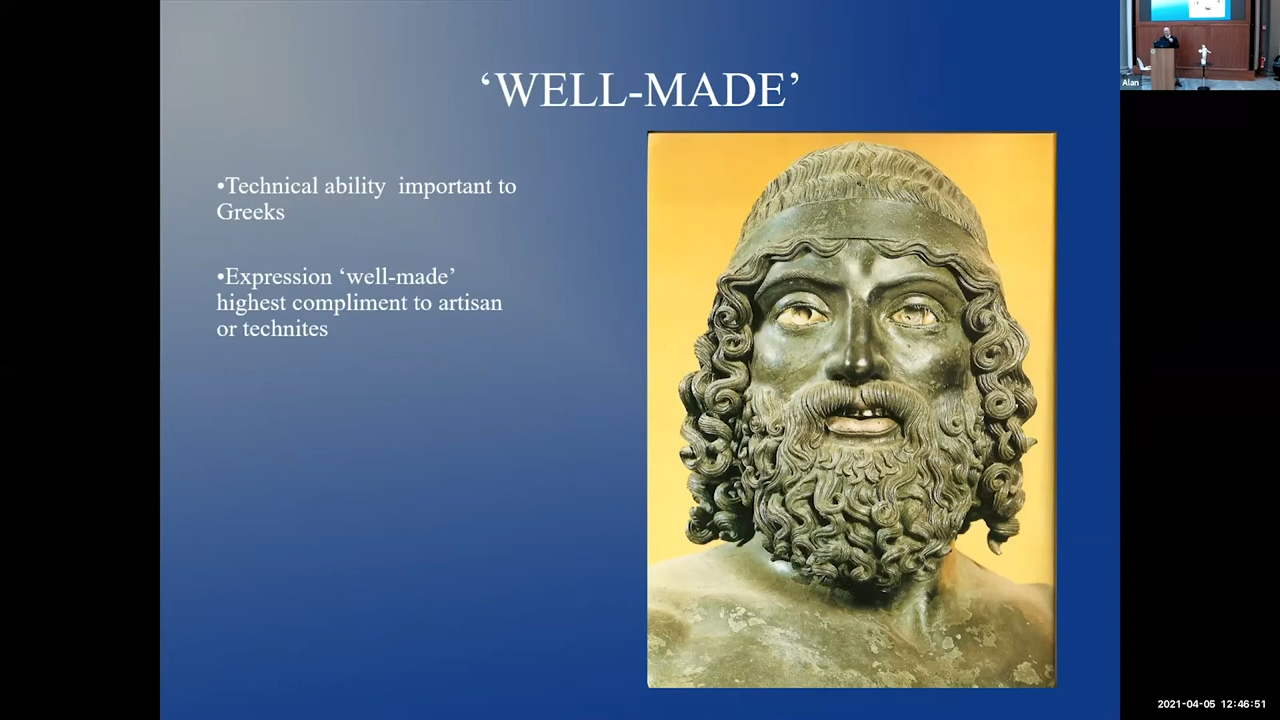 ‘WELL-MADE’
•Technical ability  important to
Greeks
•Expression ‘well-made’
highest compliment to artisan
or technites
Alan
2021-04-05 12:46:51